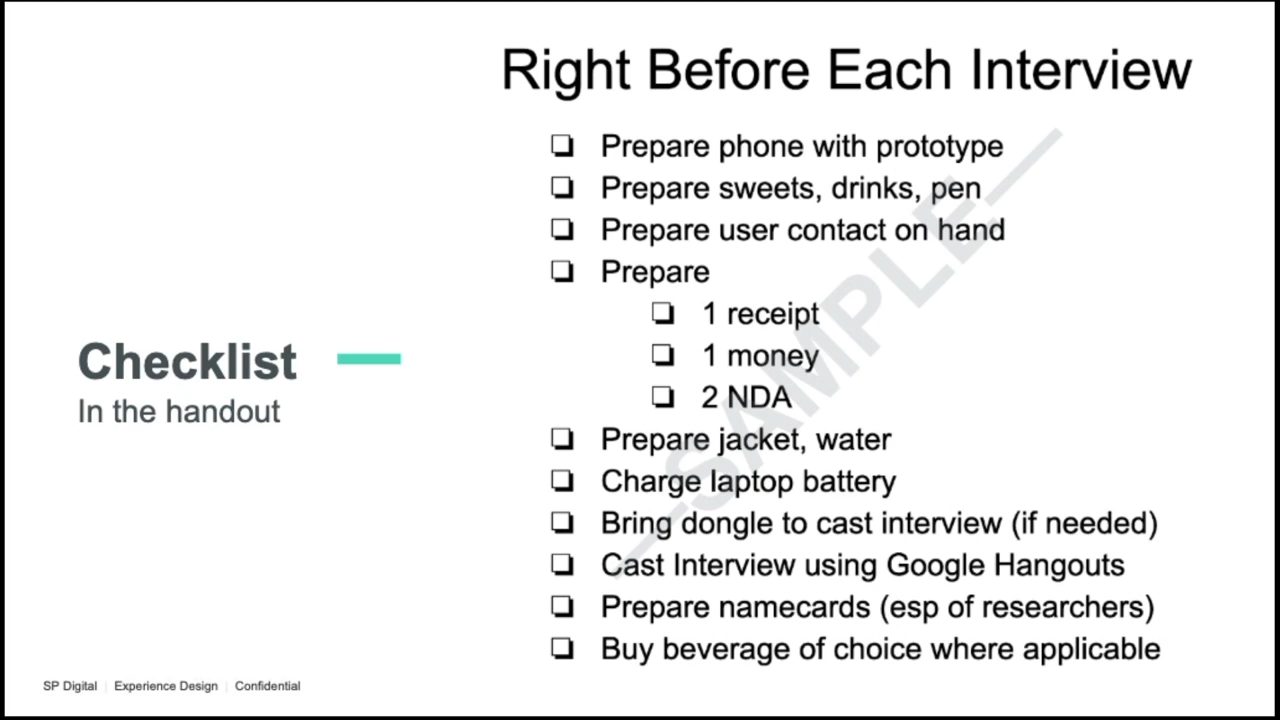 Right Before Each Interview
❏ Prepare phone with prototype
❏ Prepare sweets, drinks, pen
❏ Prepare user contact on hand
❏ Prepare
❏ 1 receipt
❏ 1 money
❏ 2 NDA
❏ Prepare jacket, water
❏ Charge laptop battery
❏ Bring dongle to cast interview (if needed)
❏ Cast Interview using Google Hangouts
❏ Prepare namecards (esp of researchers)
❏ Buy beverage of choice where applicable
—SAMPLE—
Checklist
In the handout
SP Digital | Experience Design | Confidential